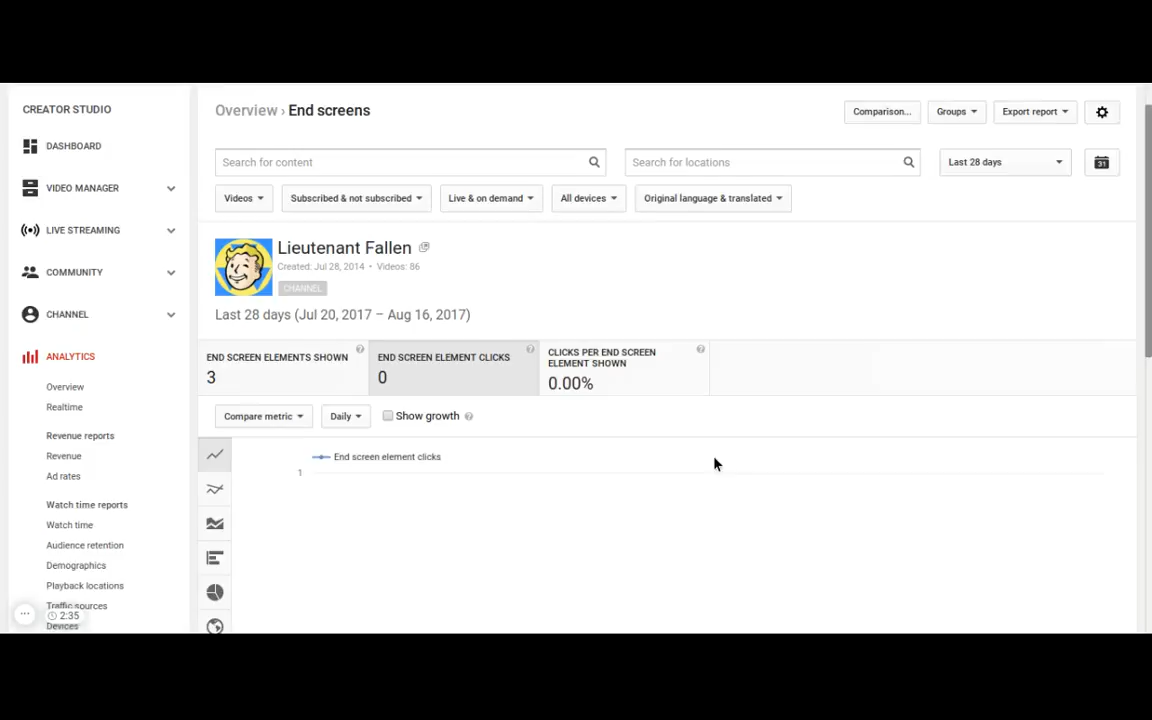 CREATOR STUDIO
DASHBOARD
VIDEO MANAGER
LIVE STREAMING
COMMUNITY
CHANNEL
ANALYTICS
Overview
Realtime
Revenue reports
Revenue
Ad rates
Watch time reports
Watch time
Audience retention
Demographics
Playback locations
Traffic sources
2:35
Devices
Overview › End screens
Comparison... Groups Export report
Search for content Search for locations Last 28 days 31
Videos Subscribed & not subscribed Live & on demand All devices Original language & translated
Lieutenant Fallen
Created: Jul 28, 2014 • Videos: 86
CHANNEL
Last 28 days (Jul 20, 2017 – Aug 16, 2017)
END SCREEN ELEMENTS SHOWN ?
3
END SCREEN ELEMENT CLICKS ?
0
CLICKS PER END SCREEN ?
ELEMENT SHOWN
0.00%
Compare metric Daily Show growth ?
End screen element clicks
1